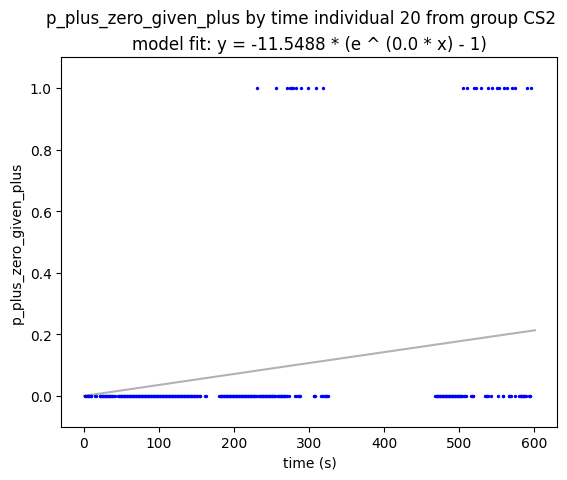 p_plus_zero_given_plus by time individual 20 from group CS2
model fit: y = -11.5488 * (e ^ (0.0 * x) - 1)
1.0
0.8
0.6
0.4
0.2
0.0
p_plus_zero_given_plus
0 100 200 300 400 500 600
time (s)